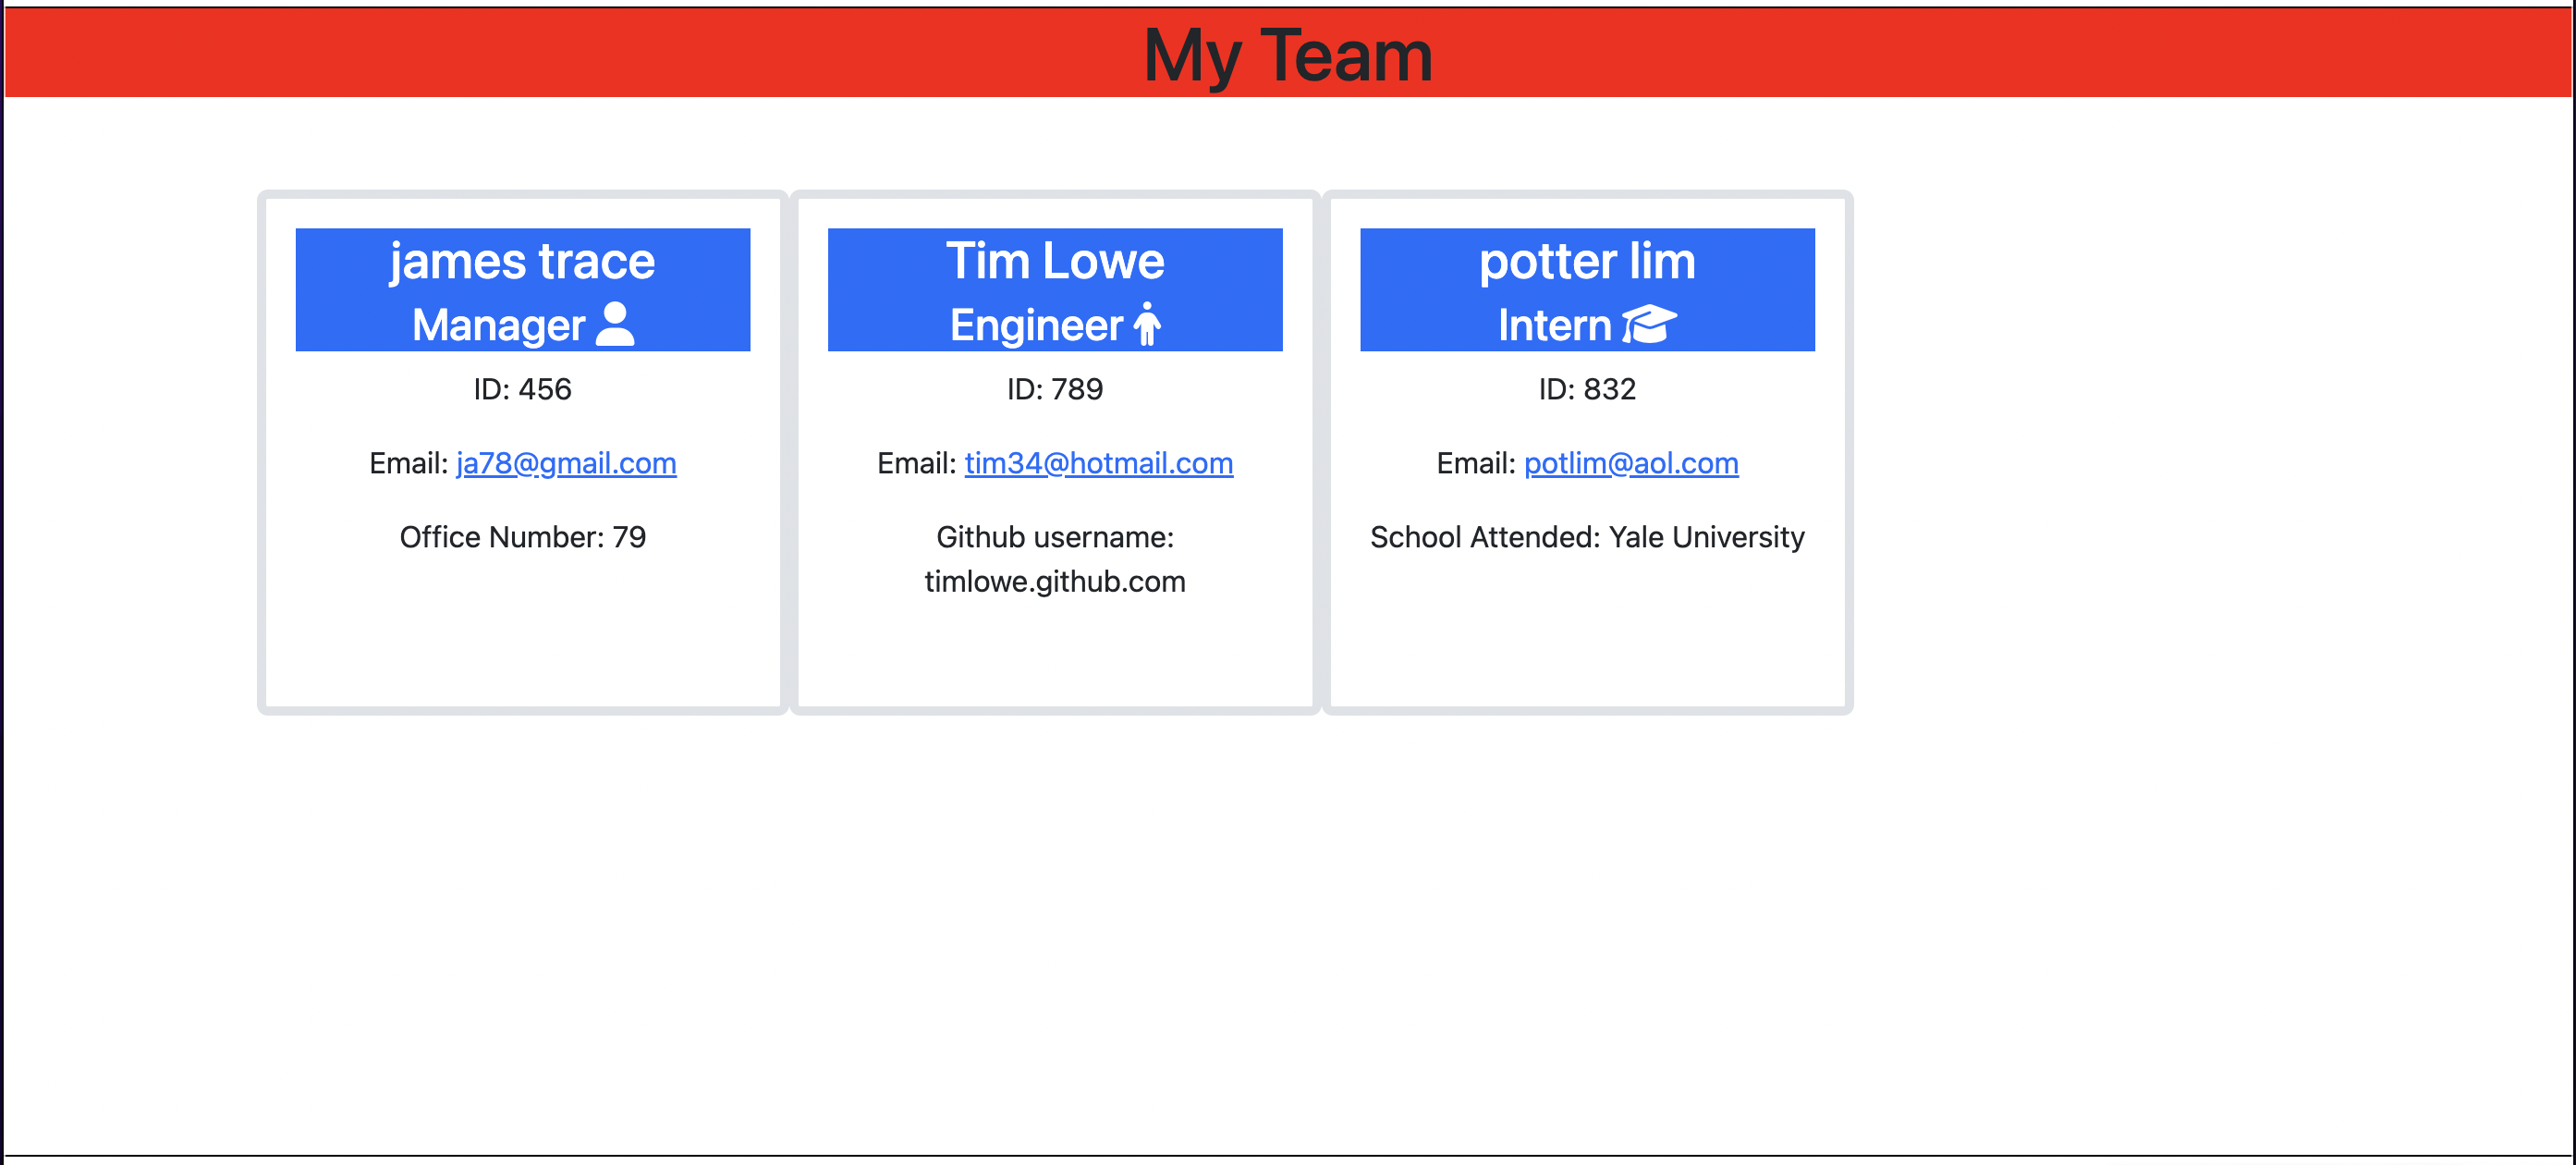 My Team
james trace
Manager
ID: 456
Email: ja78@gmail.com
Office Number: 79
Tim Lowe
Engineer
ID: 789
Email: tim34@hotmail.com
Github username:
timlowe.github.com
potter lim
Intern
ID: 832
Email: potlim@aol.com
School Attended: Yale University